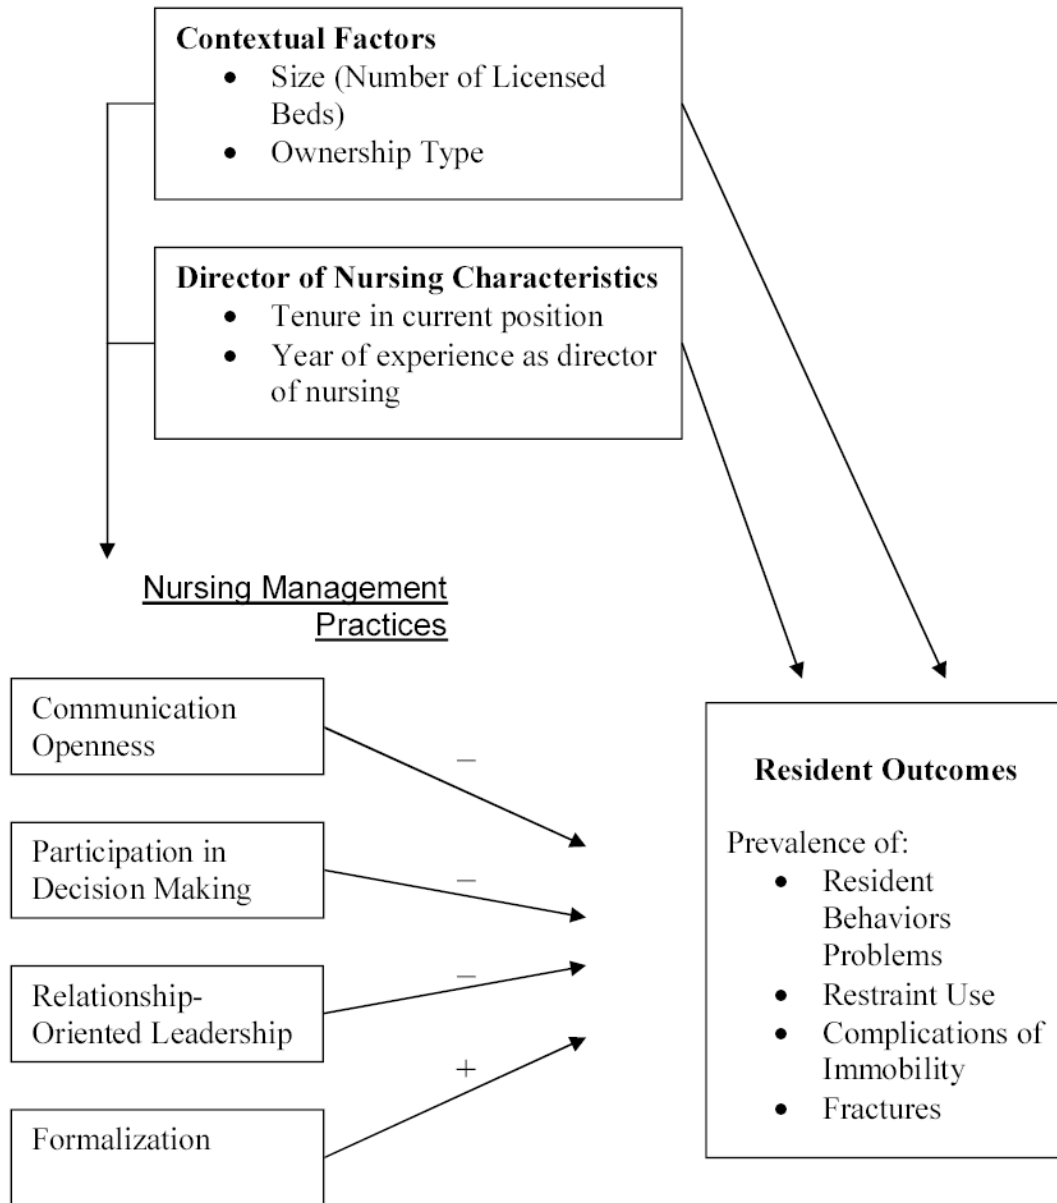 Contextual Factors
• Size (Number of Licensed
Beds)
• Ownership Type
Director of Nursing Characteristics
• Tenure in current position
• Year of experience as director
of nursing
Nursing Management
Practices
Communication
Openness
–
Participation in
Decision Making
–
Relationship-
Oriented Leadership
–
Formalization
+
Resident Outcomes
Prevalence of:
• Resident
Behaviors
Problems
• Restraint Use
• Complications of
Immobility
• Fractures